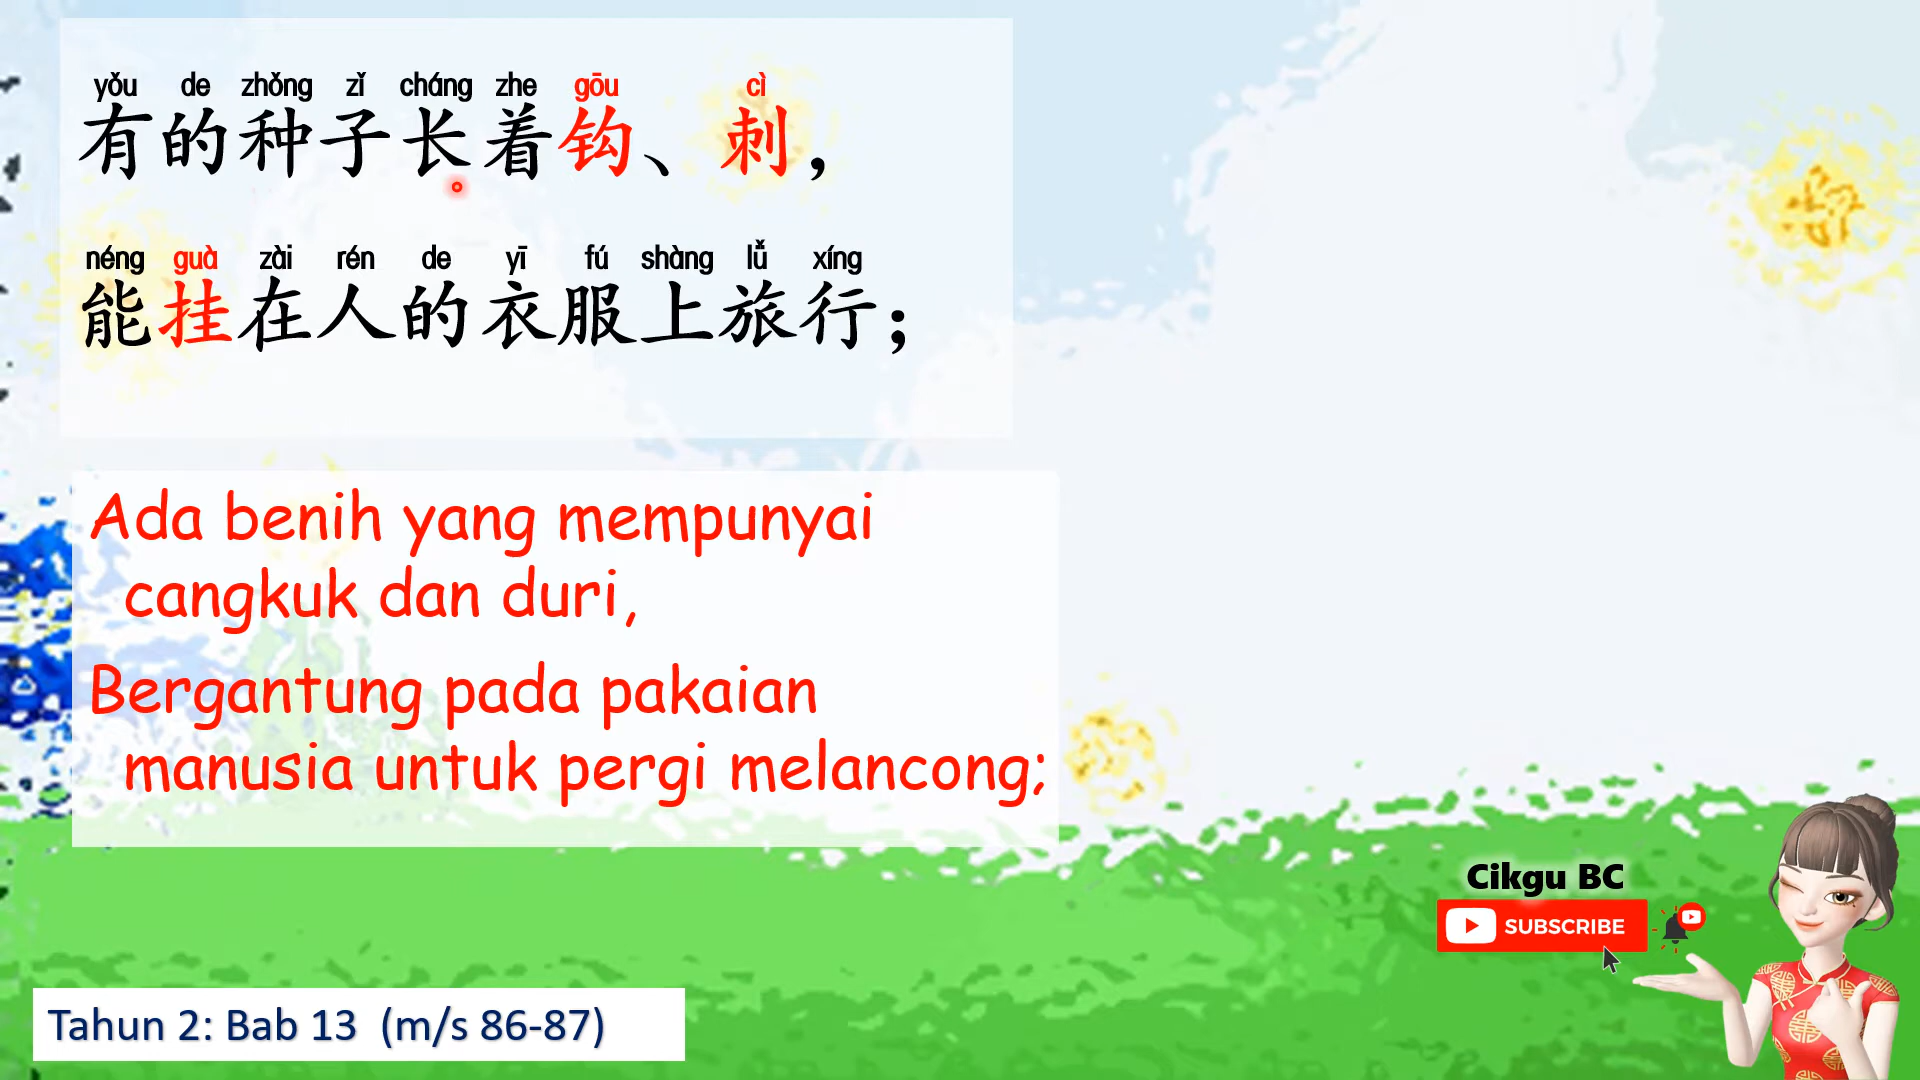 yǒu de zhǒng zǐ cháng zhe gōu cì
有的种子长着钩、刺，
néng guà zài rén de yī fú shàng lǚ xíng
能挂在人的衣服上旅行；
Ada benih yang mempunyai
cangkuk dan duri,
Bergantung pada pakaian
manusia untuk pergi melancong;
Cikgu BC
SUBSCRIBE
Tahun 2: Bab 13 (m/s 86-87)